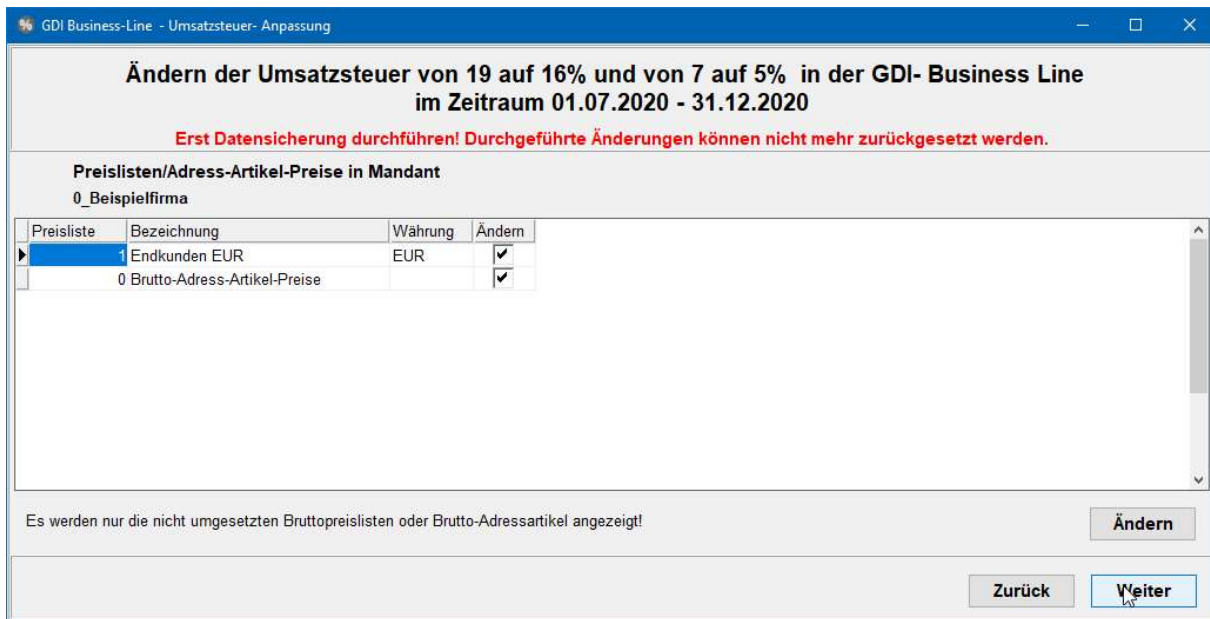 GDI Business-Line - Umsatzsteuer- Anpassung
Ändern der Umsatzsteuer von 19 auf 16% und von 7 auf 5% in der GDI- Business Line
im Zeitraum 01.07.2020 - 31.12.2020
Erst Datensicherung durchführen! Durchgeführte Änderungen können nicht mehr zurückgesetzt werden.
Preislisten/Adress-Artikel-Preise in Mandant
0_Beispielfirma
Preisliste Bezeichnung Währung Ändern
1 Endkunden EUR EUR
0 Brutto-Adress-Artikel-Preise
Es werden nur die nicht umgesetzten Bruttopreislisten oder Brutto-Adressartikel angezeigt!
Ändern
Zurück Weiter